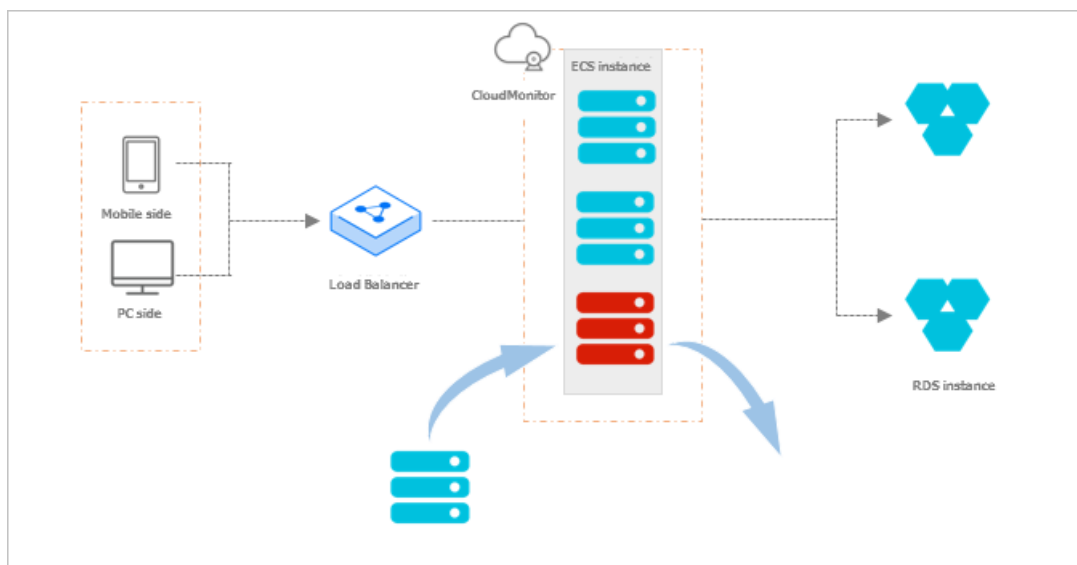 ECS instance
CloudMonitor
Mobile side
Load Balancer
PC side
RDS instance